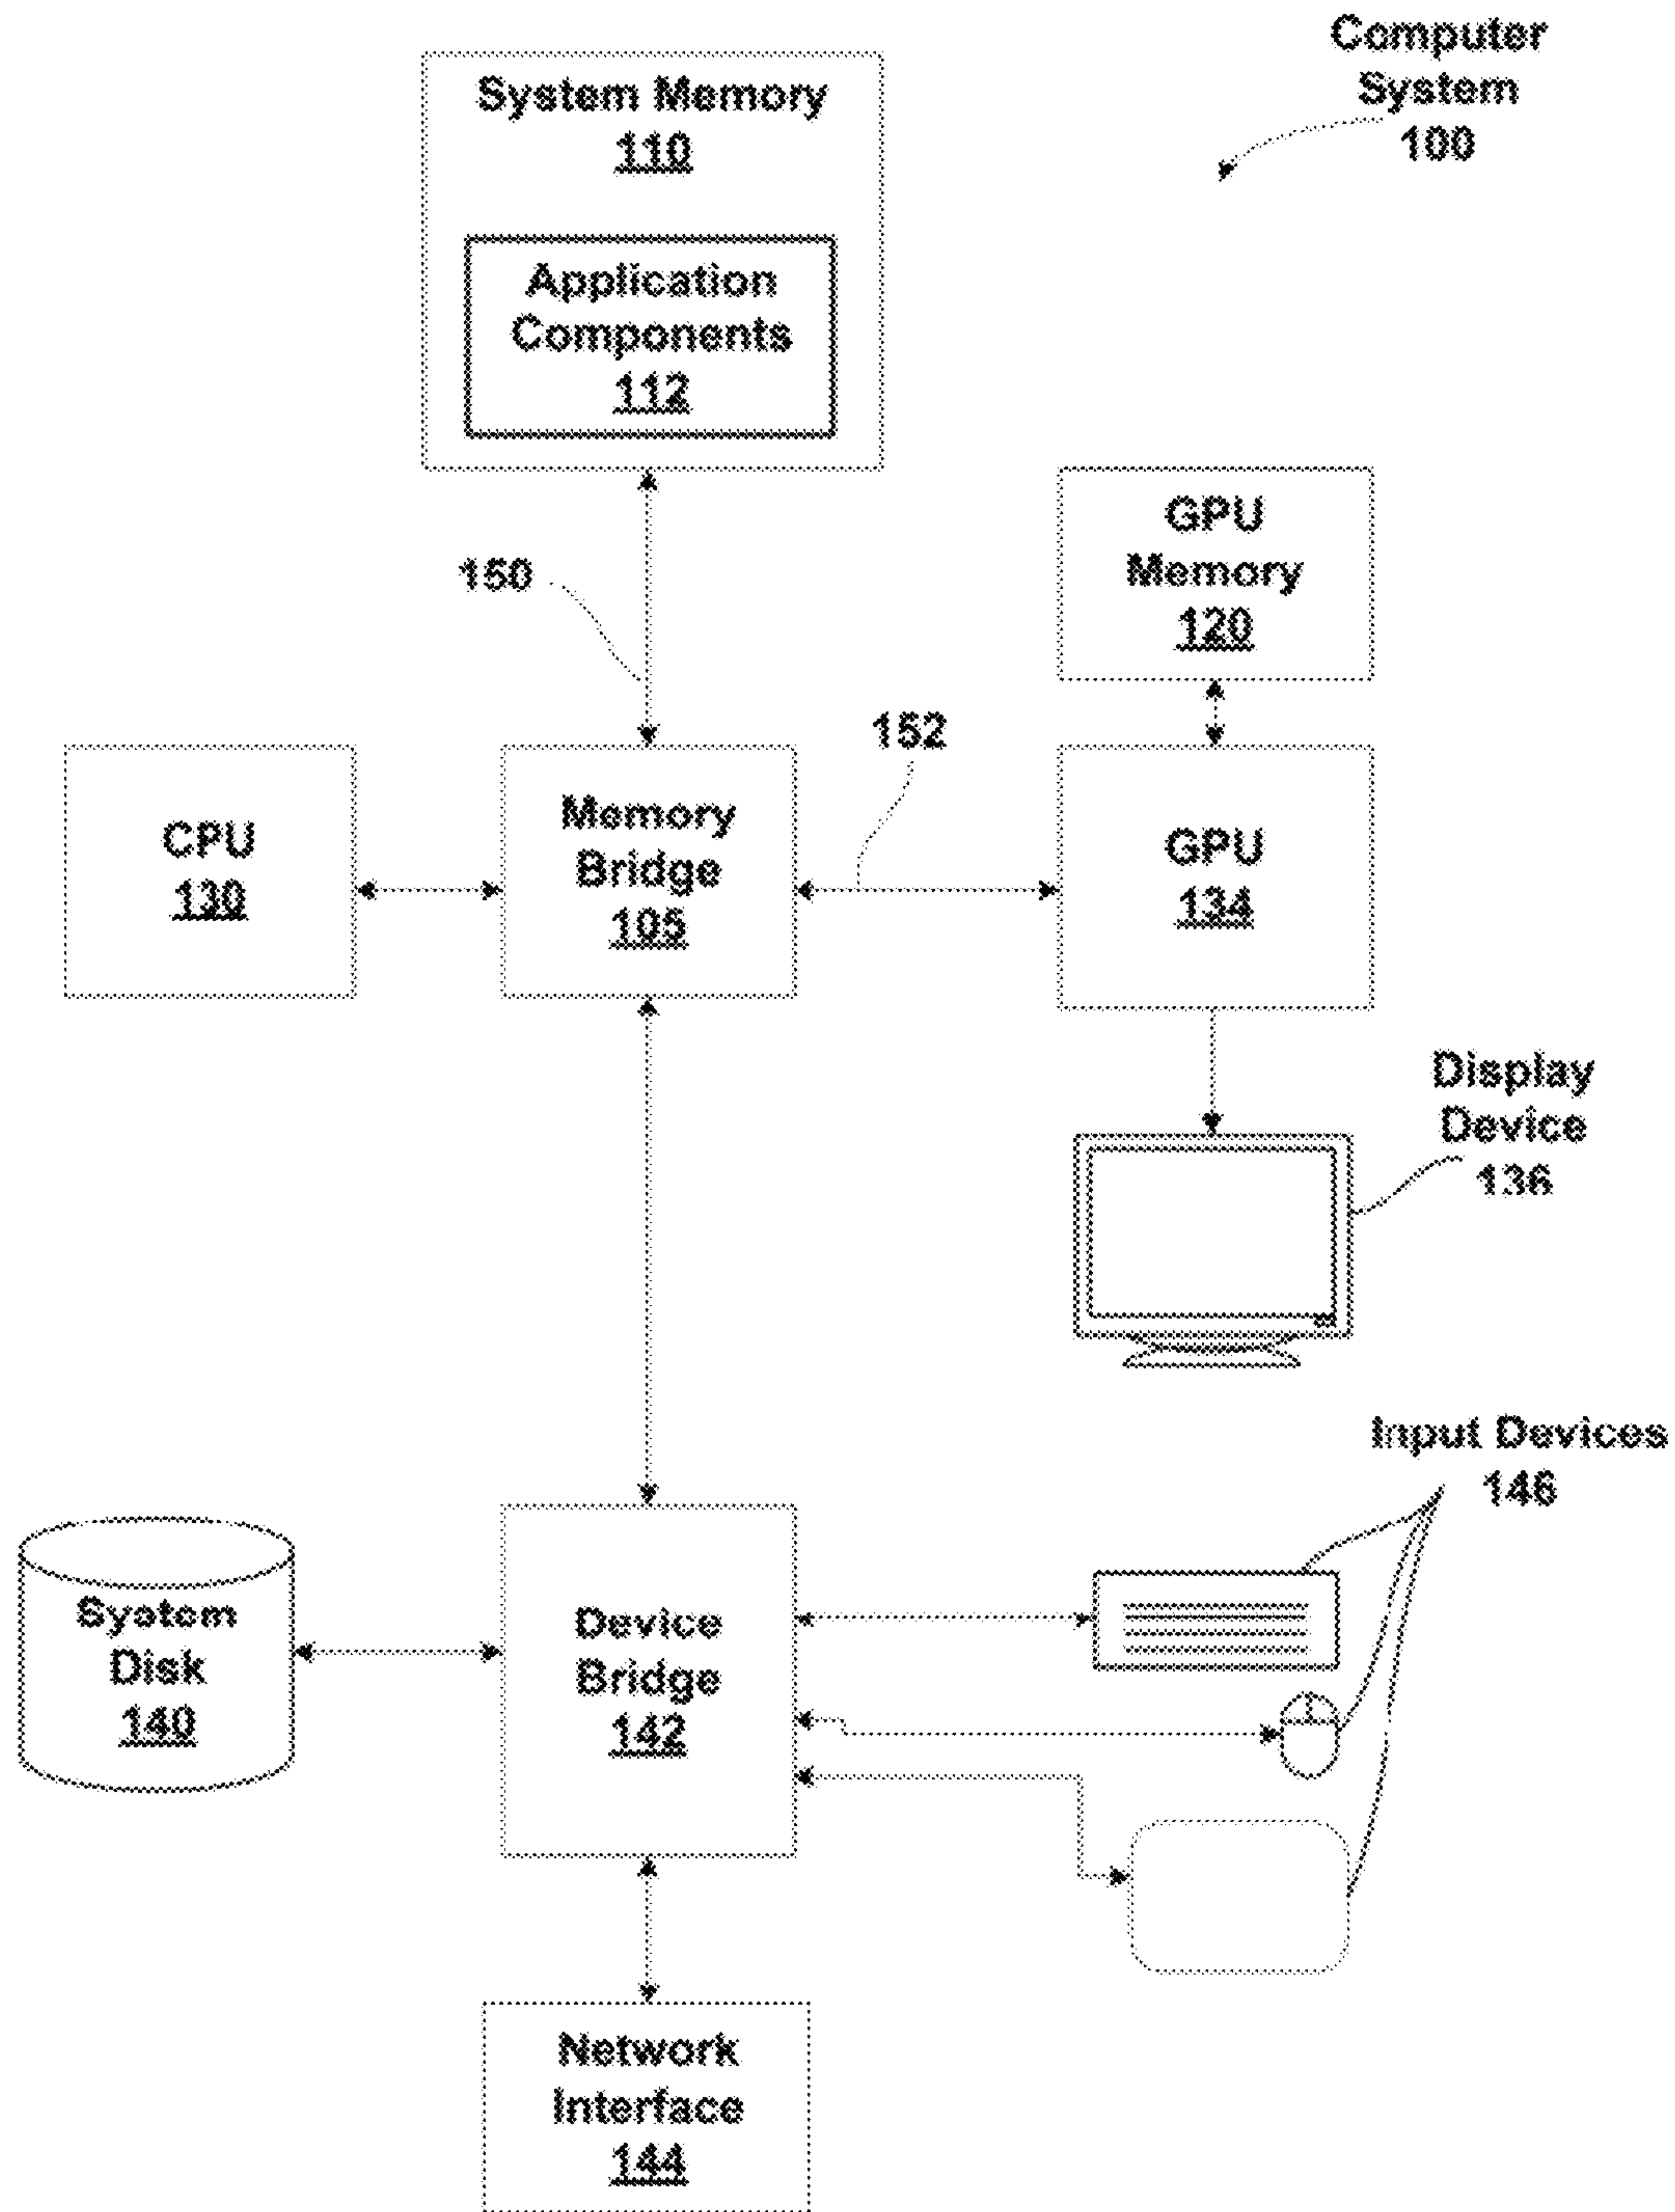 Computer
System
100
System Memory
110
Application
Components
112
GPU
Memory
120
150
152
CPU
130
Memory
Bridge
105
GPU
134
Display
Device
136
Input Devices
146
System
Disk
140
Device
Bridge
142
Network
Interface
144